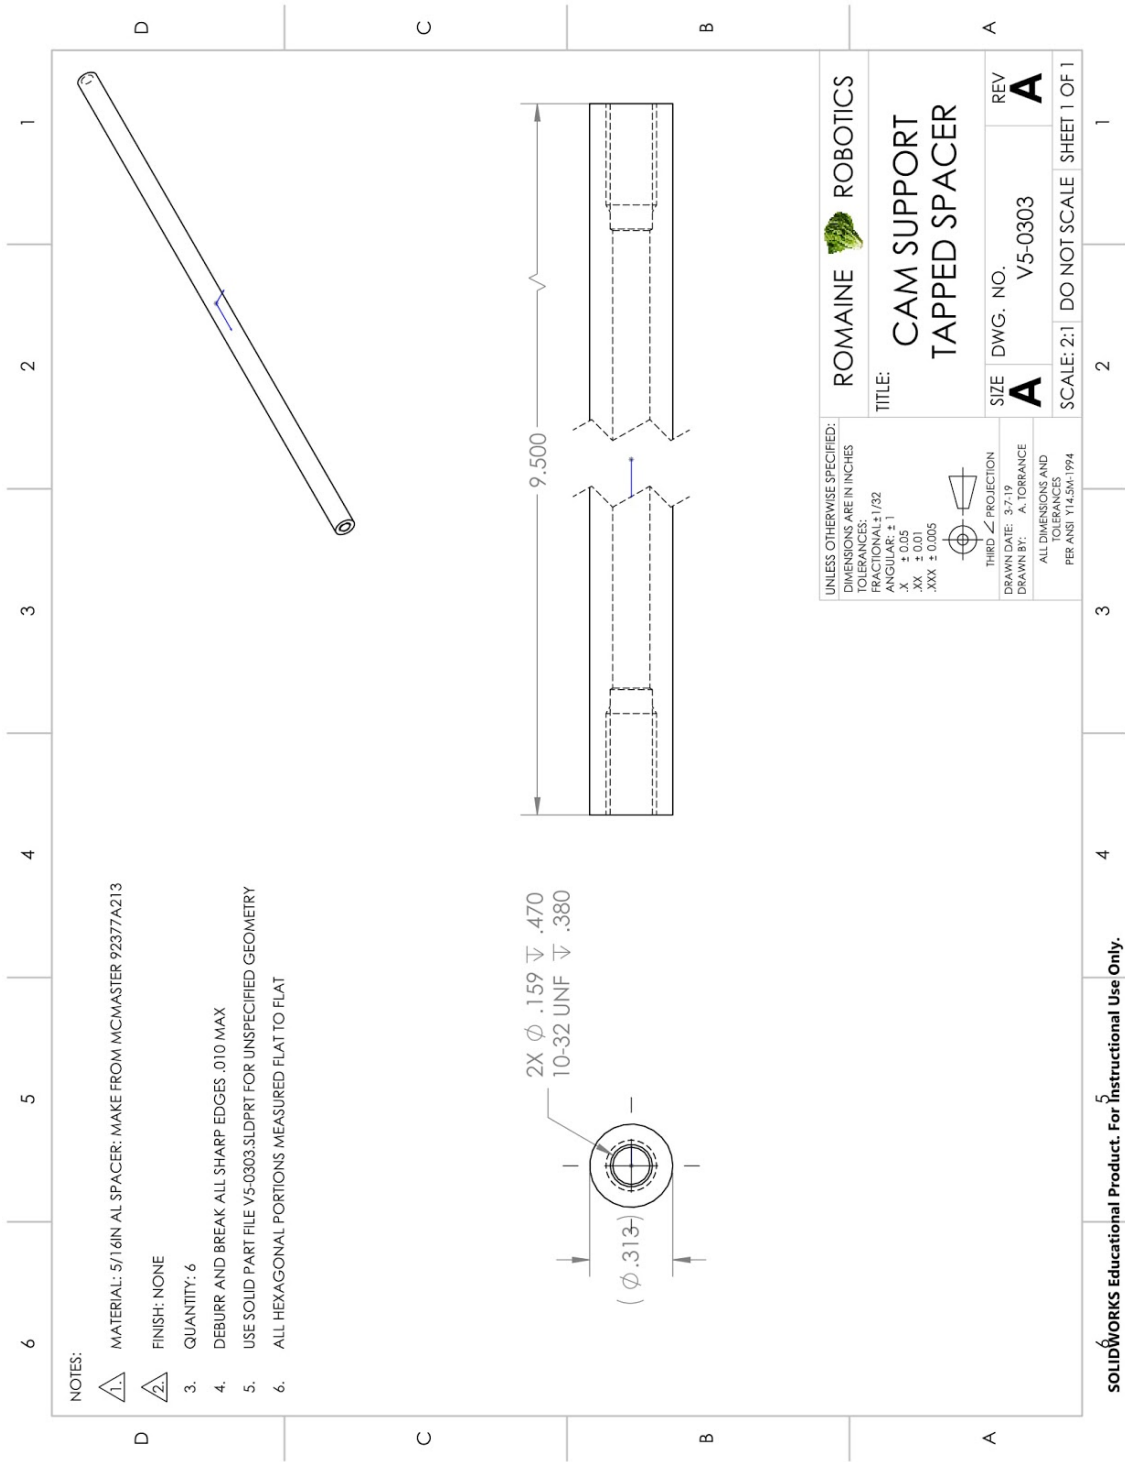 6 5 4 3 2 1
D
C
B
A
NOTES:
1. MATERIAL: 5/16IN AL SPACER: MAKE FROM MCMASTER 92377A213
2. FINISH: NONE
3. QUANTITY: 6
4. DEBURR AND BREAK ALL SHARP EDGES .010 MAX
5. USE SOLID PART FILE V5-0303.SLDPRT FOR UNSPECIFIED GEOMETRY
6. ALL HEXAGONAL PORTIONS MEASURED FLAT TO FLAT
2X ∅ .159 ↧ .470
10-32 UNF ↧ .380
(∅.313)
9.500
UNLESS OTHERWISE SPECIFIED:
DIMENSIONS ARE IN INCHES
TOLERANCES:
FRACTIONAL±1/32
ANGULAR: ± 1
.X ± 0.05
.XX ± 0.01
.XXX ± 0.005
THIRD ∠ PROJECTION
DRAWN DATE: 3-7-19
DRAWN BY: A. TORRANCE
ALL DIMENSIONS AND
TOLERANCES
PER ANSI Y14.5M-1994
ROMAINE ROBOTICS
TITLE:
CAM SUPPORT
TAPPED SPACER
SIZE
A
DWG. NO.
V5-0303
REV
A
SCALE: 2:1
DO NOT SCALE
SHEET 1 OF 1
D
C
B
A
6 5 4 3 2 1
SOLIDWORKS Educational Product. For Instructional Use Only.